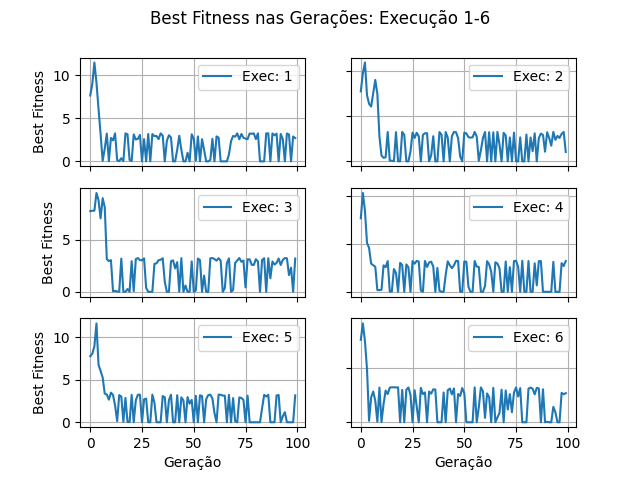 Best Fitness nas Gerações: Execução 1-6
10
5
0
Best Fitness
Exec: 1
Exec: 2
5
0
Best Fitness
Exec: 3
Exec: 4
10
5
0
Best Fitness
Exec: 5
Exec: 6
0 25 50 75 100
0 25 50 75 100
Geração
Geração